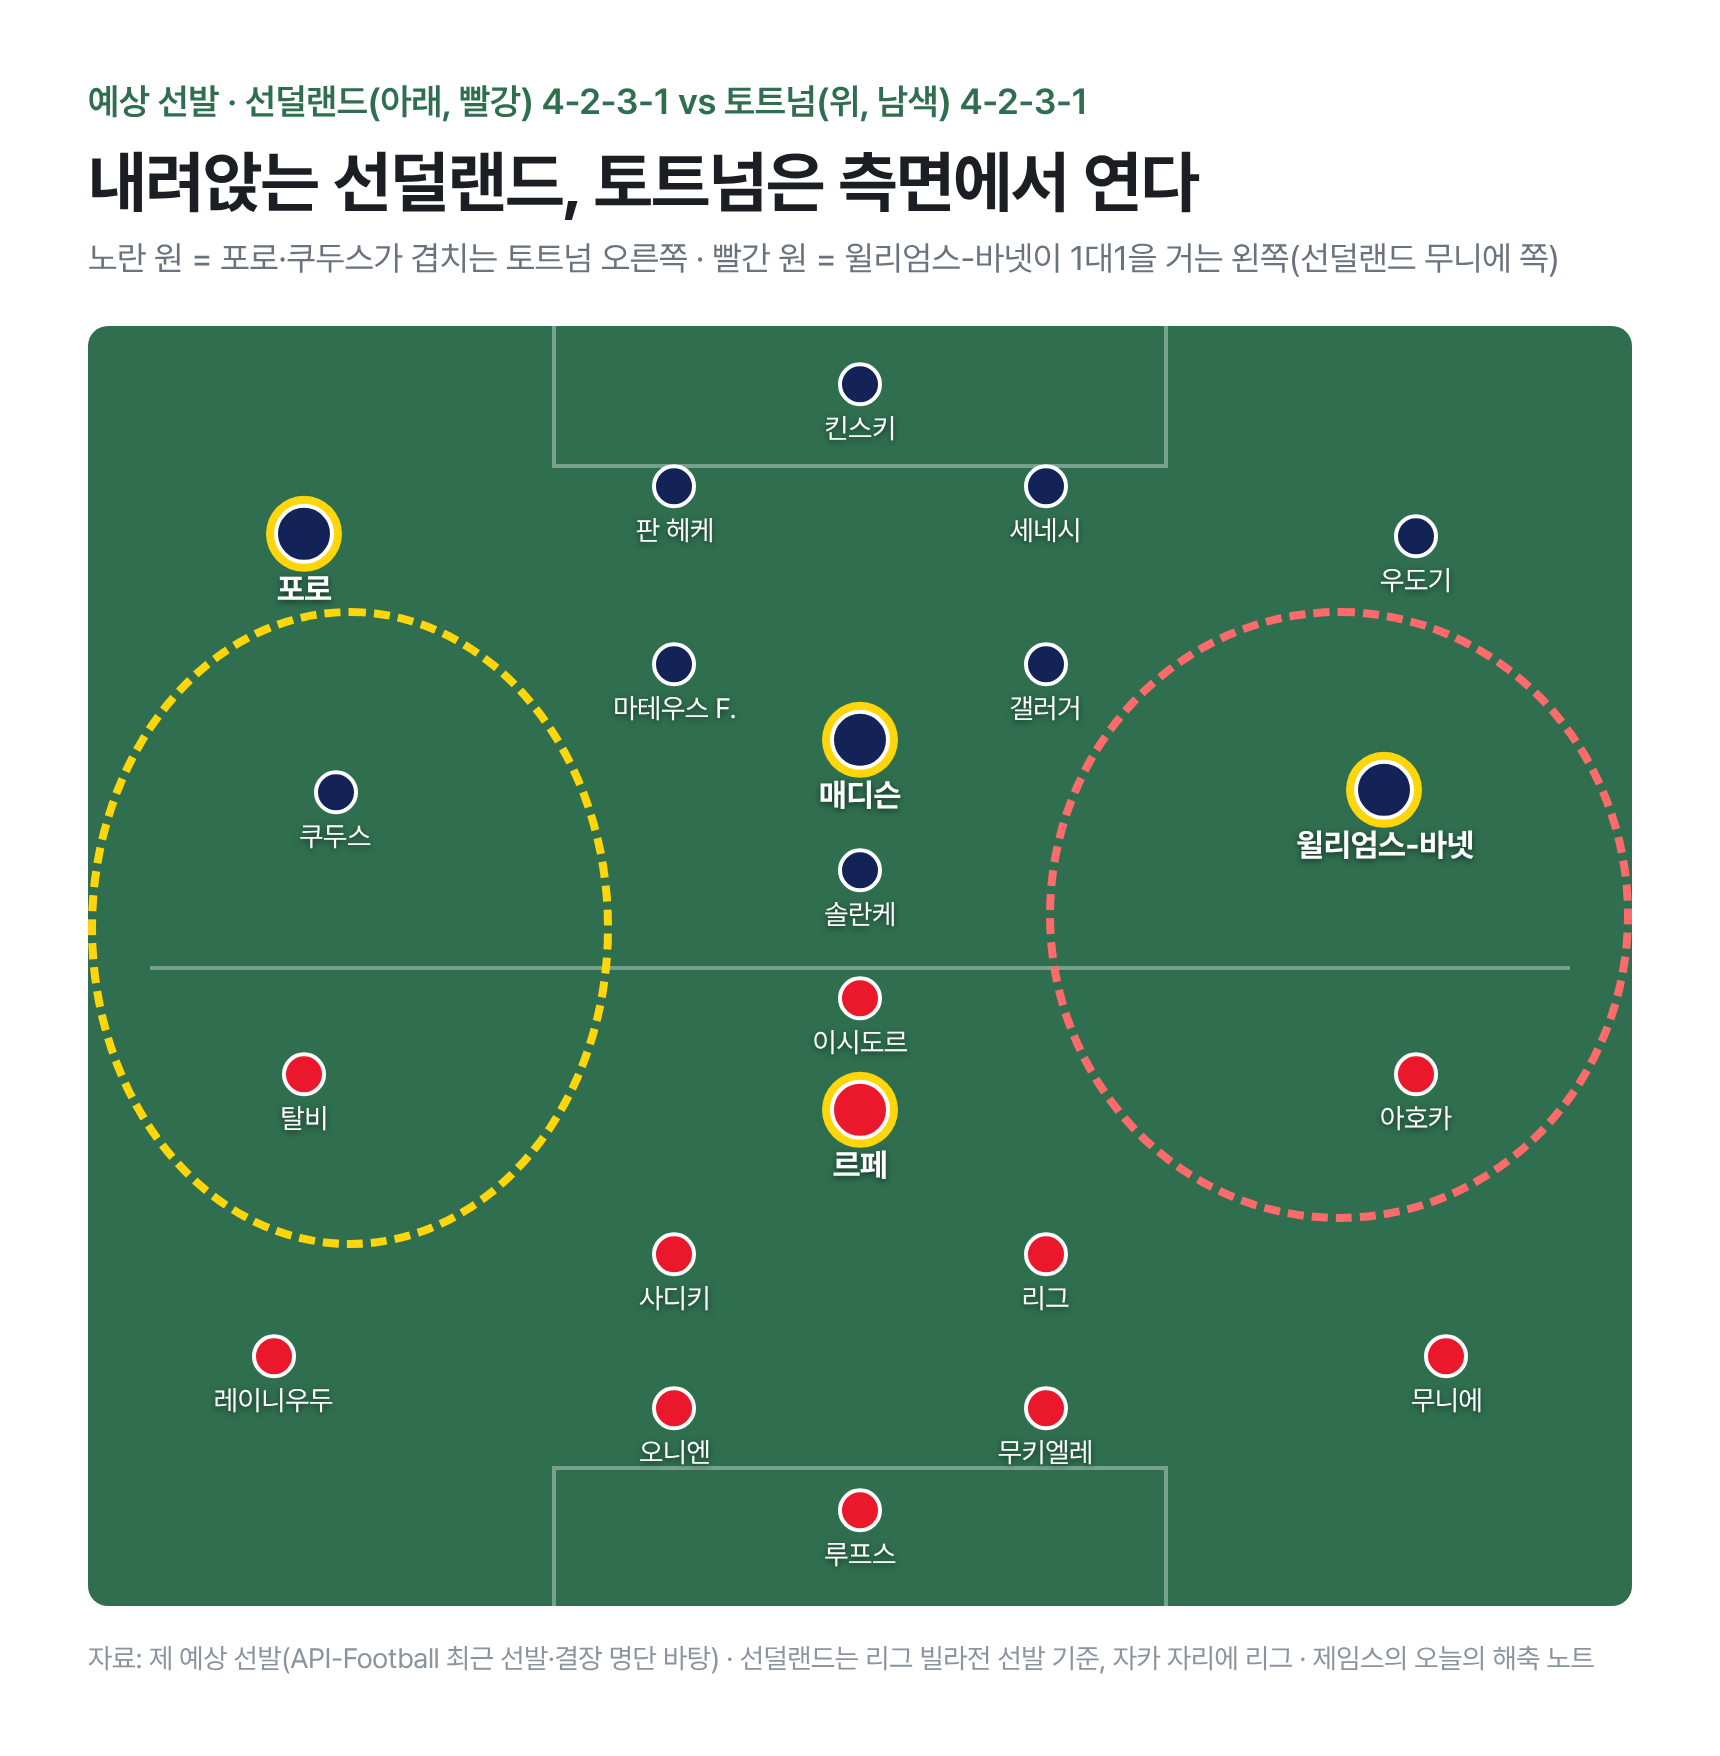 예상 선발 · 선덜랜드(아래, 빨강) 4-2-3-1 vs 토트넘(위, 남색) 4-2-3-1
내려앉는 선덜랜드, 토트넘은 측면에서 연다
노란 원 = 포로·쿠두스가 겹치는 토트넘 오른쪽 · 빨간 원 = 윌리엄스-바넷이 1대1을 거는 왼쪽(선덜랜드 무니에 쪽)
킨스키
판 헤케
세네시
포로
우도기
마테우스 F.
갤러거
매디슨
쿠두스
윌리엄스-바넷
솔란케
이시도르
탈비
아호카
르페
사디키
리그
레이니우두
무니에
오니엔
무키엘레
루프스
자료: 제 예상 선발(API-Football 최근 선발·결장 명단 바탕) · 선덜랜드는 리그 빌라전 선발 기준, 자카 자리에 리그 · 제임스의 오늘의 해축 노트